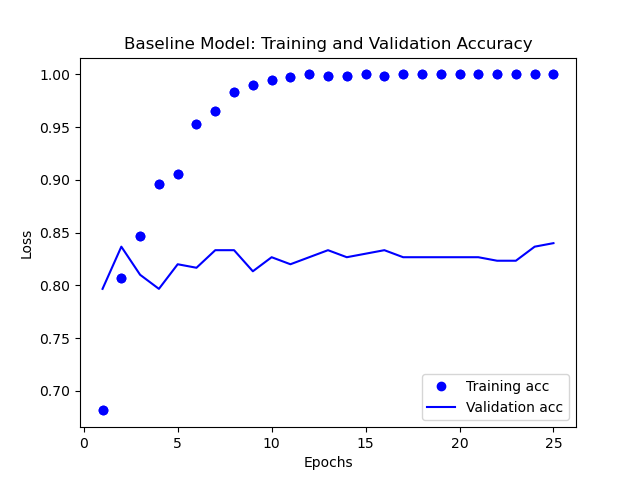 Baseline Model: Training and Validation Accuracy
1.00
0.95
0.90
0.85
0.80
0.75
0.70
Loss
0
5
10
15
20
25
Epochs
Training acc
Validation acc